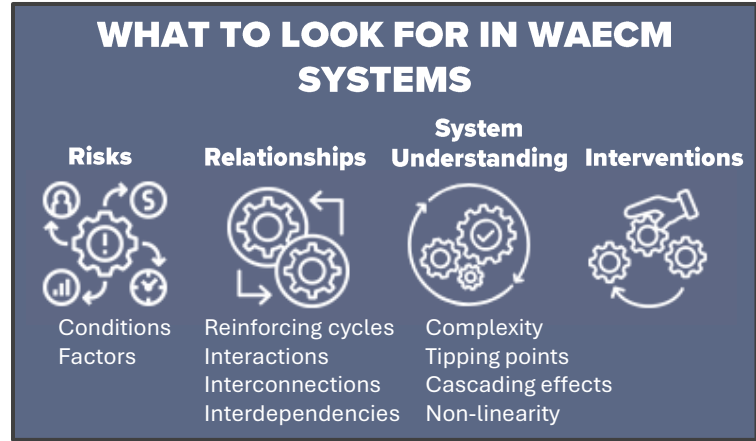 WHAT TO LOOK FOR IN WAECM
SYSTEMS
Risks
Relationships
System
Understanding
Interventions
Conditions
Factors
Reinforcing cycles
Interactions
Interconnections
Interdependencies
Complexity
Tipping points
Cascading effects
Non-linearity